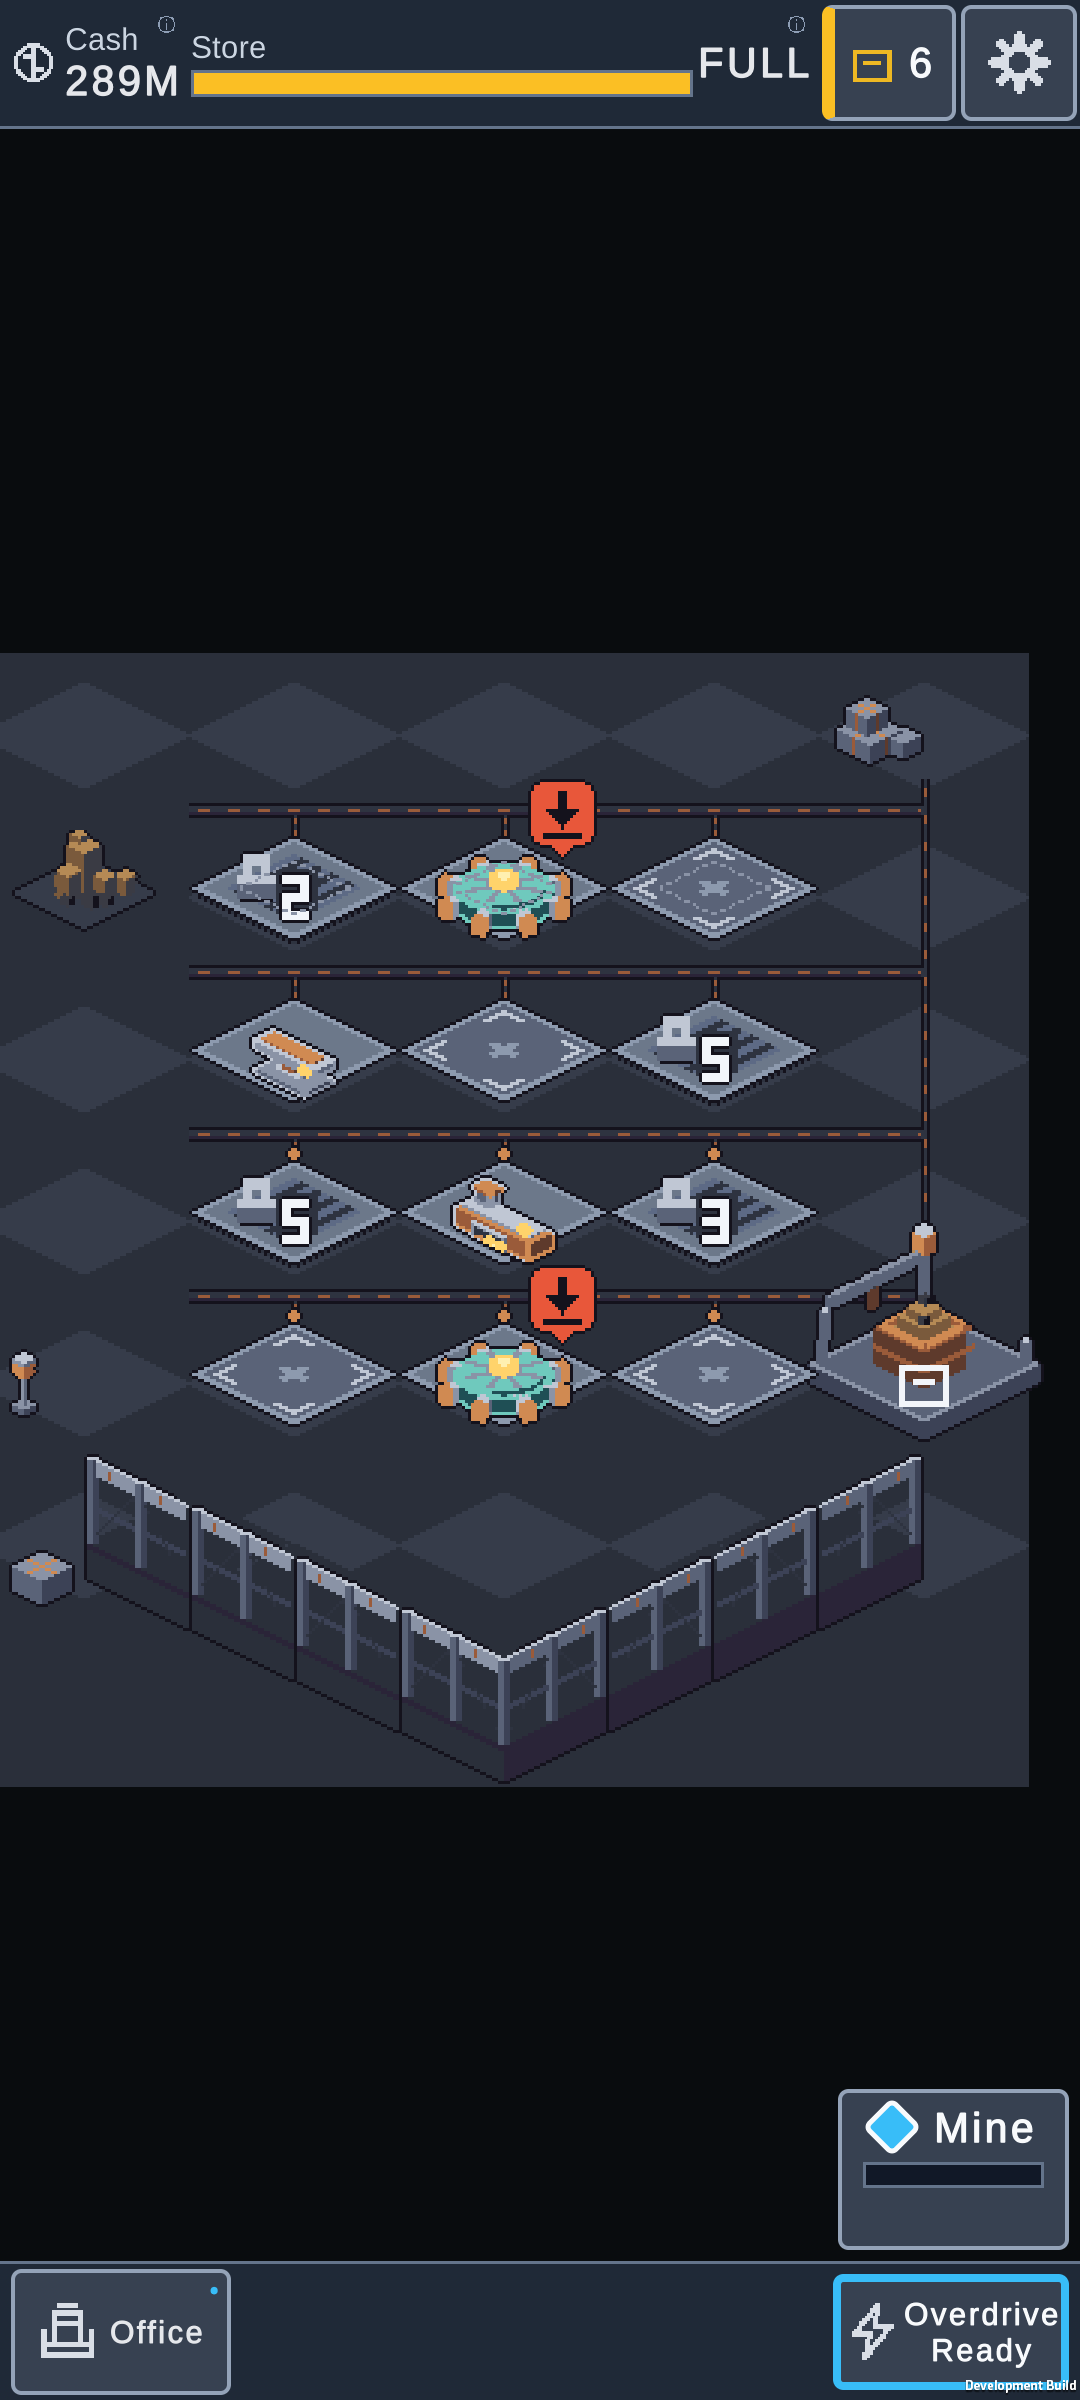 Cash
289M
Store
FULL
6
2
5
5
3
Mine
Office
Overdrive
Ready
Development Build